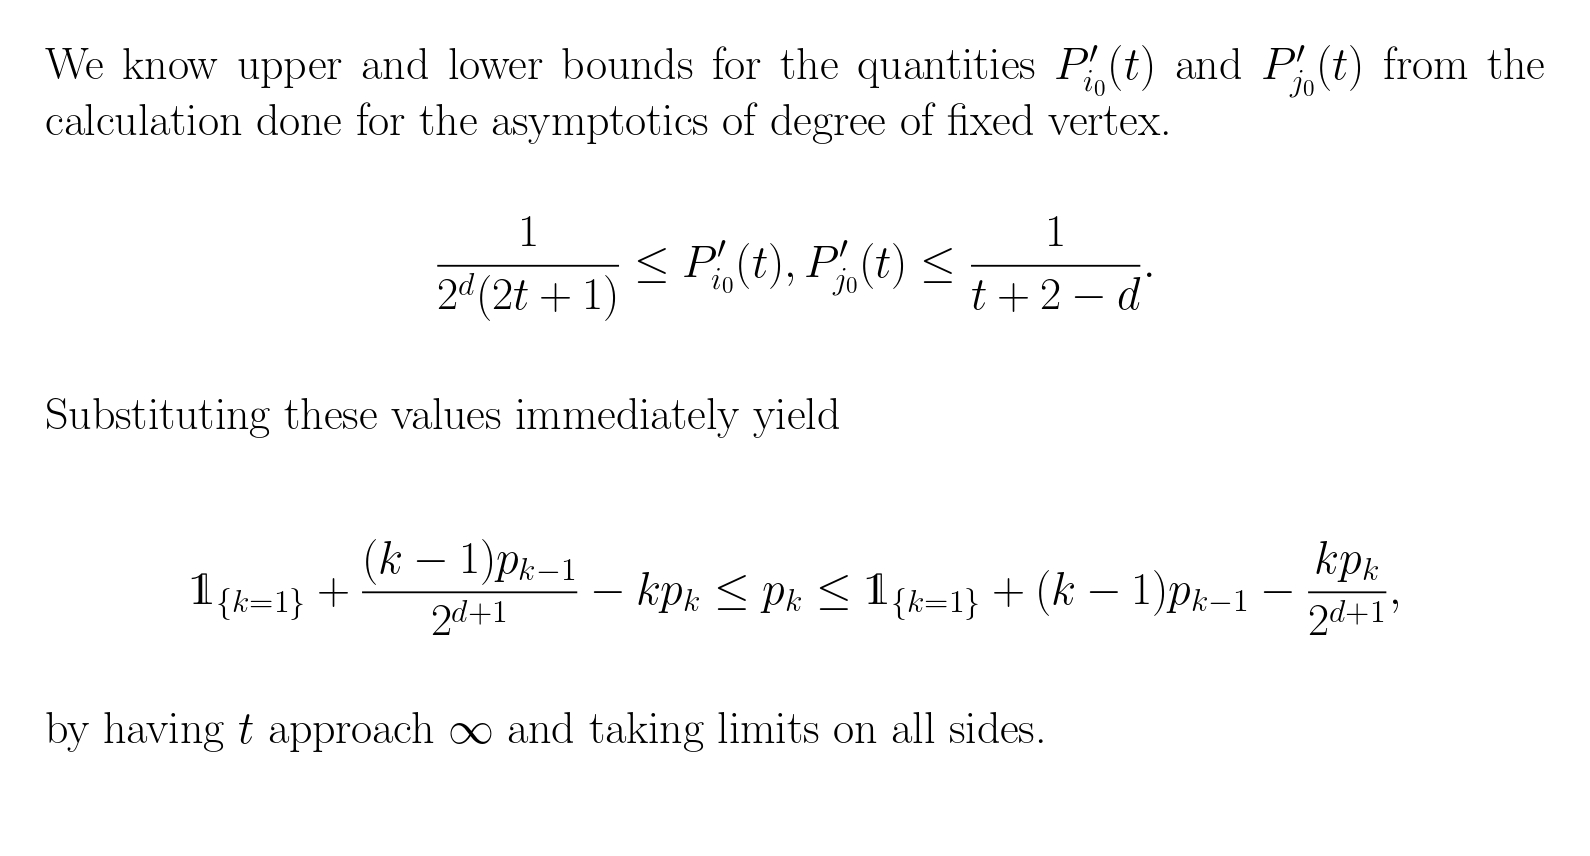 We know upper and lower bounds for the quantities $P'_{i_0}(t)$ and $P'_{j_0}(t)$ from the
calculation done for the asymptotics of degree of fixed vertex.
$$\frac{1}{2^d(2t+1)} \leq P'_{i_0}(t), P'_{j_0}(t) \leq \frac{1}{t+2-d}.$$
Substituting these values immediately yield
$$\mathbb{1}_{\{k=1\}} + \frac{(k-1)p_{k-1}}{2^{d+1}} - kp_k \leq p_k \leq \mathbb{1}_{\{k=1\}} + (k-1)p_{k-1} - \frac{kp_k}{2^{d+1}},$$
by having $t$ approach $\infty$ and taking limits on all sides.